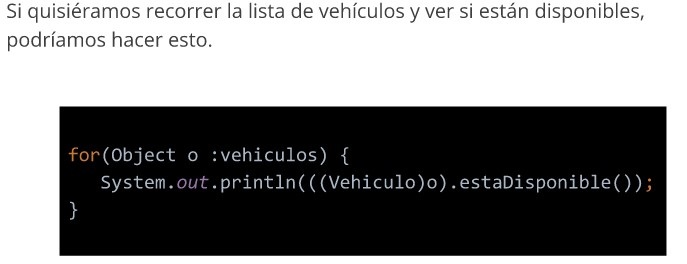 Si quisiéramos recorrer la lista de vehículos y ver si están disponibles,
podríamos hacer esto.
for(Object o :vehiculos) {
System.out.println(((Vehiculo)o).estaDisponible());
}